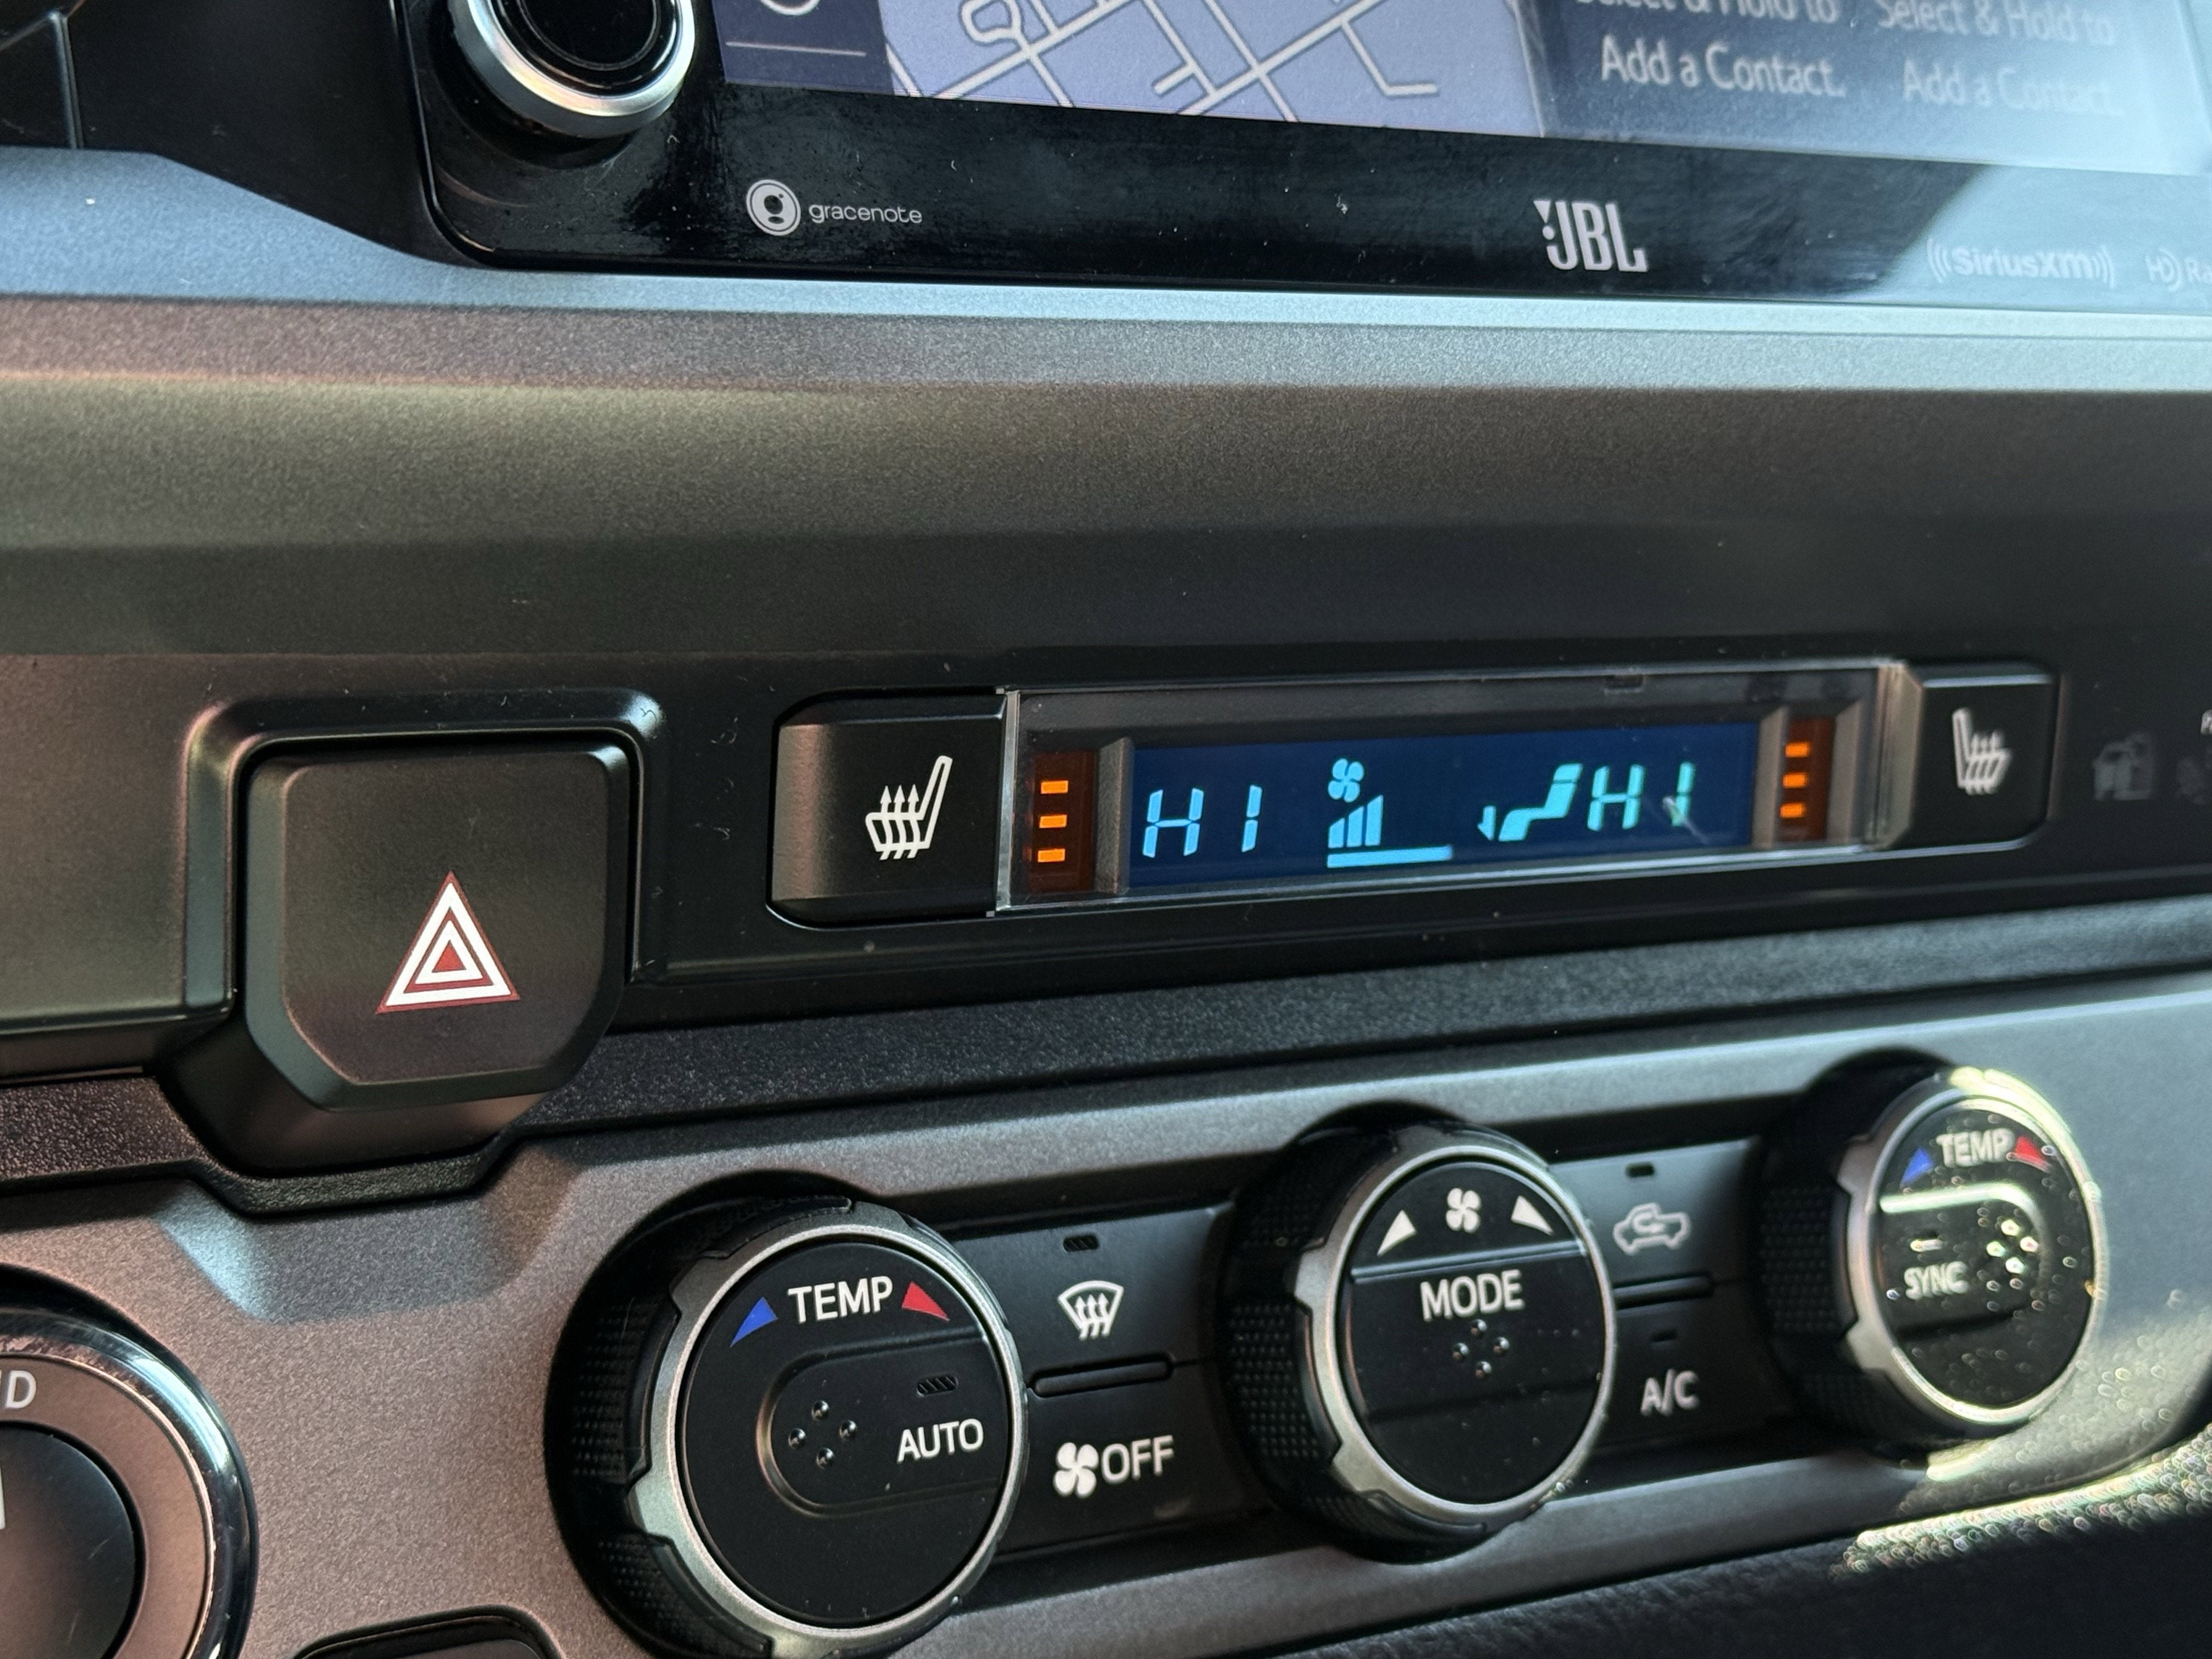 Select & Hold to
Add a Contact.
Select & Hold to
Add a Contact.
gracenote
JBL
SiriusXM
HD
HI
HI
TEMP
AUTO
OFF
MODE
A/C
TEMP
SYNC